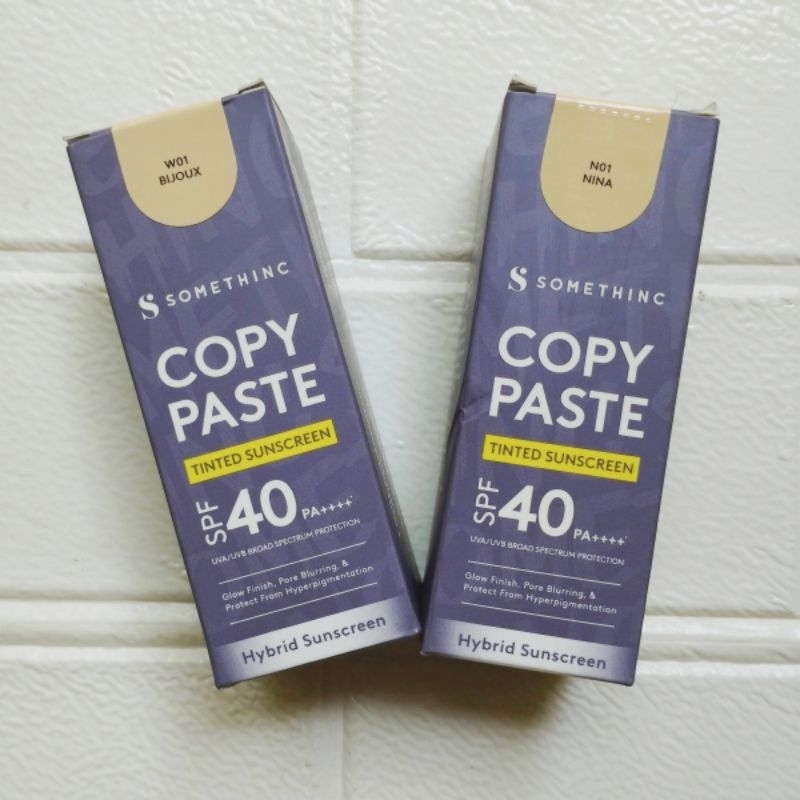 W01
BIJOUX
SOMETHINC
COPY
PASTE
TINTED SUNSCREEN
SPF 40 PA++++
UVA/UVB BROAD SPECTRUM PROTECTION
Glow Finish, Pore Blurring, &
Protect From Hyperpigmentation
Hybrid Sunscreen
N01
NINA
SOMETHINC
COPY
PASTE
TINTED SUNSCREEN
SPF 40 PA++++
UVA/UVB BROAD SPECTRUM PROTECTION
Glow Finish, Pore Blurring, &
Protect From Hyperpigmentation
Hybrid Sunscreen